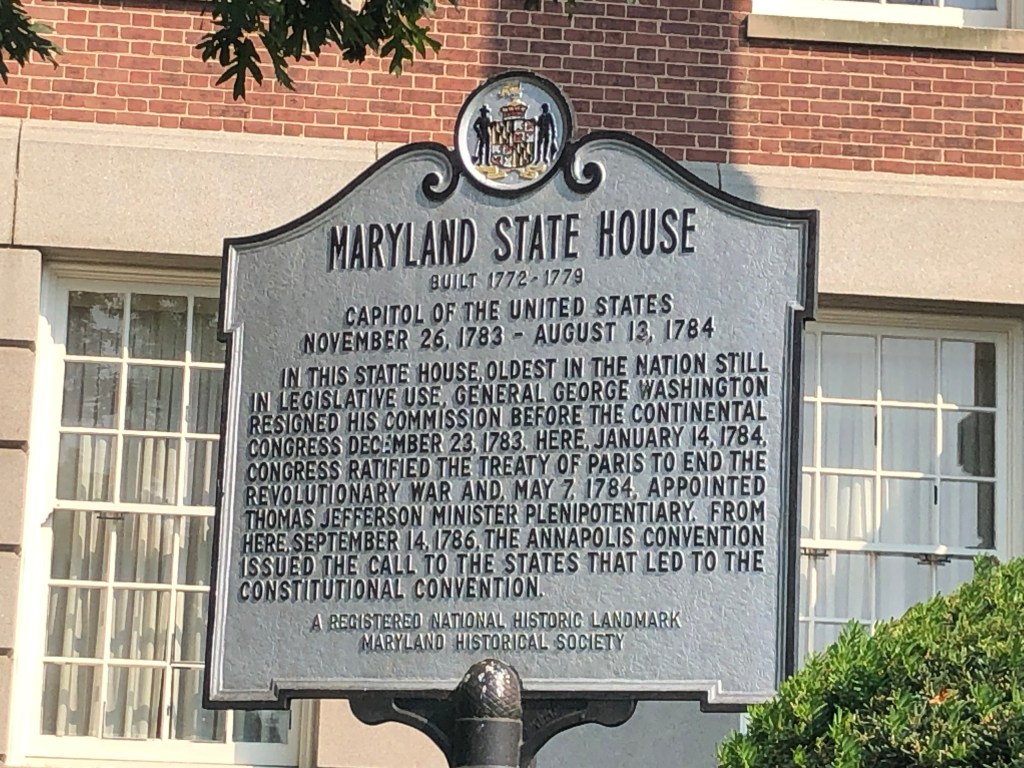 MARYLAND STATE HOUSE
BUILT 1772-1779
CAPITOL OF THE UNITED STATES
NOVEMBER 26, 1783 - AUGUST 13, 1784
IN THIS STATE HOUSE, OLDEST IN THE NATION STILL
IN LEGISLATIVE USE, GENERAL GEORGE WASHINGTON
RESIGNED HIS COMMISSION BEFORE THE CONTINENTAL
CONGRESS DECEMBER 23, 1783. HERE, JANUARY 14, 1784,
CONGRESS RATIFIED THE TREATY OF PARIS TO END THE
REVOLUTIONARY WAR AND, MAY 7, 1784, APPOINTED
THOMAS JEFFERSON MINISTER PLENIPOTENTIARY. FROM
HERE, SEPTEMBER 14, 1786, THE ANNAPOLIS CONVENTION
ISSUED THE CALL TO THE STATES THAT LED TO THE
CONSTITUTIONAL CONVENTION.
A REGISTERED NATIONAL HISTORIC LANDMARK
MARYLAND HISTORICAL SOCIETY